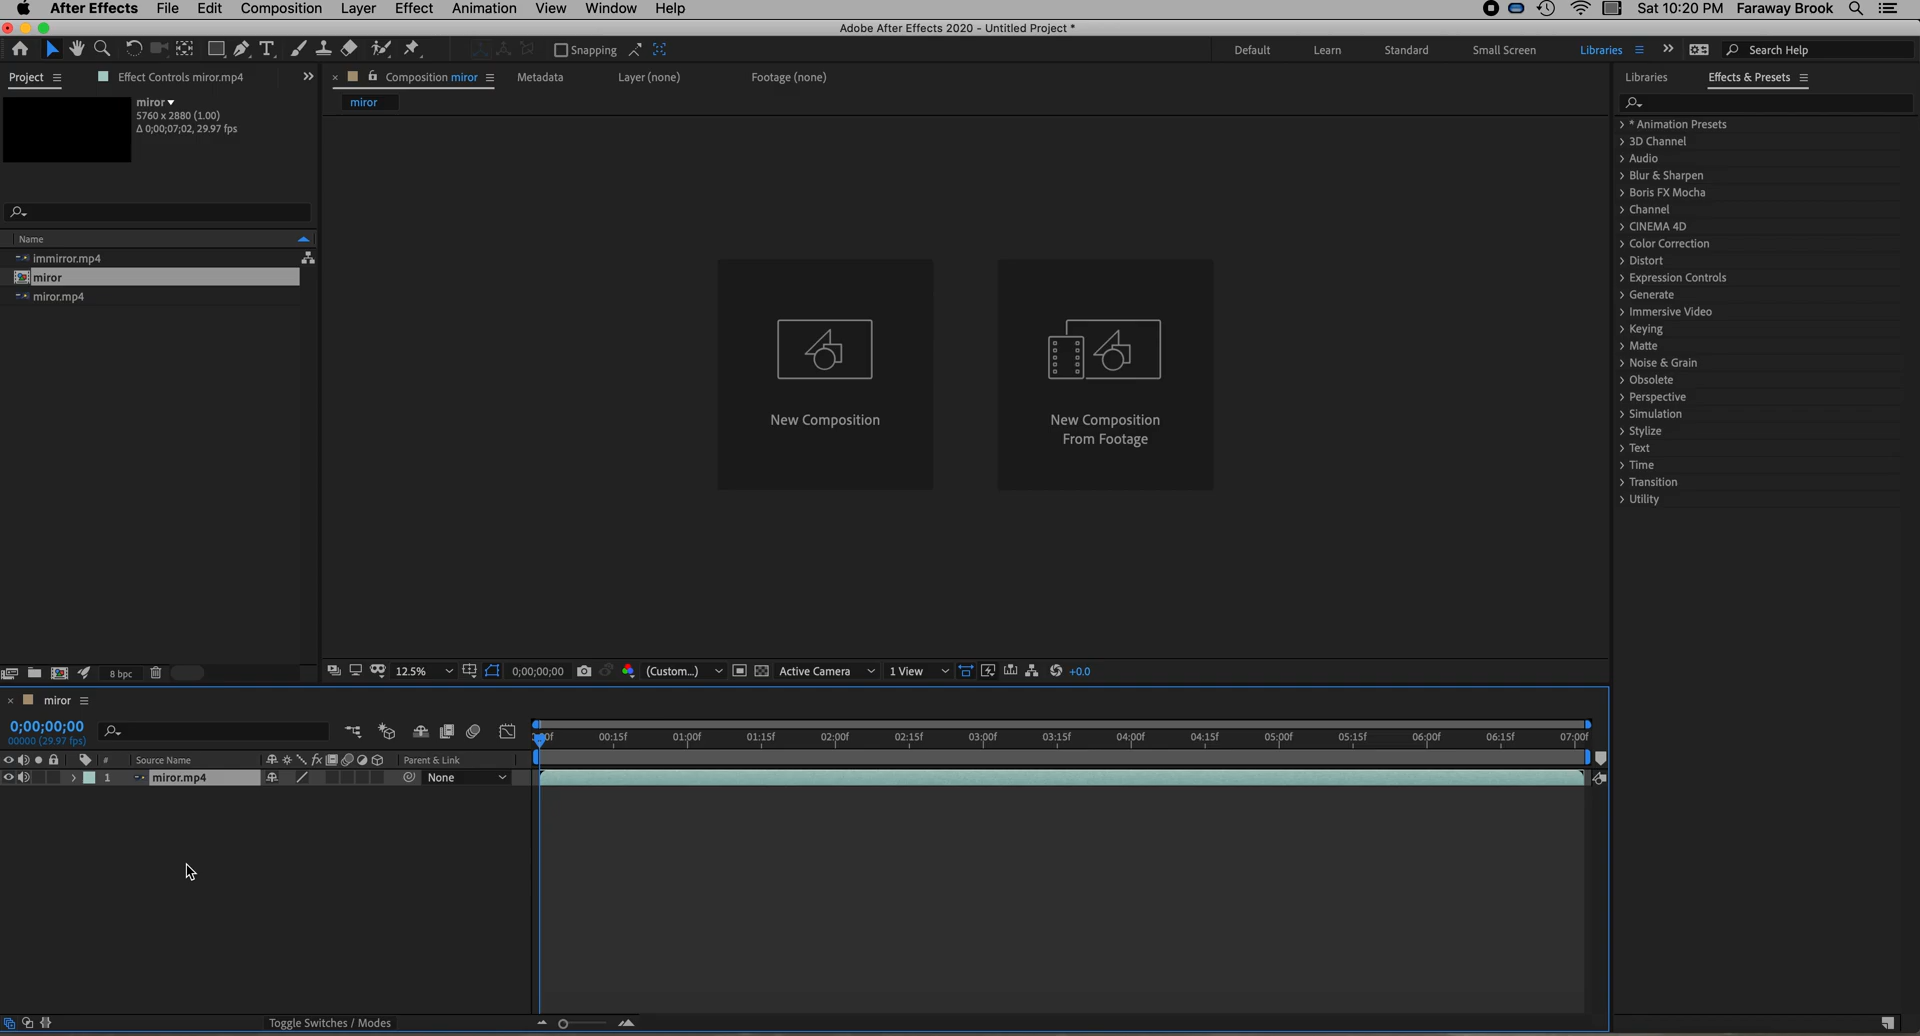 After Effects File Edit Composition Layer Effect Animation View Window Help Sat 10:20 PM Faraway Brook
Adobe After Effects 2020 - Untitled Project *
Snapping Default Learn Standard Small Screen Libraries Search Help
Project Effect Controls miror.mp4 Composition miror Metadata Layer (none) Footage (none) Libraries Effects & Presets
miror
5760 x 2880 (1.00)
Δ 0;00;07;02, 29.97 fps
miror
Name
immirror.mp4
miror
miror.mp4
New Composition
New Composition
From Footage
* Animation Presets
3D Channel
Audio
Blur & Sharpen
Boris FX Mocha
Channel
CINEMA 4D
Color Correction
Distort
Expression Controls
Generate
Immersive Video
Keying
Matte
Noise & Grain
Obsolete
Perspective
Simulation
Stylize
Text
Time
Transition
Utility
8 bpc 12.5% 0;00;00;00 (Custom...) Active Camera 1 View +0.0
miror
0;00;00;00
00000 (29.97 fps)
00:15f 01:00f 01:15f 02:00f 02:15f 03:00f 03:15f 04:00f 04:15f 05:00f 05:15f 06:00f 06:15f 07:00f
# Source Name fx Parent & Link
1 miror.mp4 None
Toggle Switches / Modes